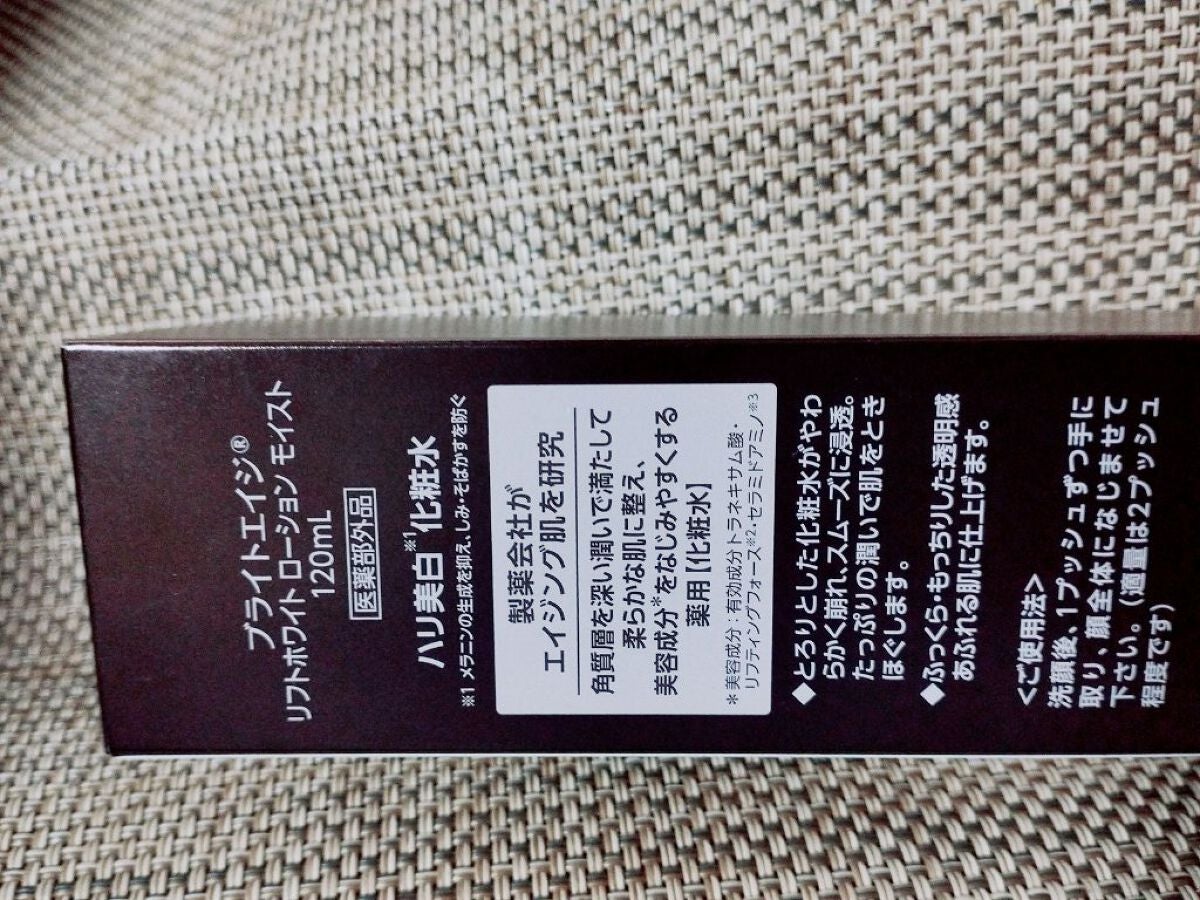 ブライトエイジ®
リフトホワイト ローション モイスト
120mL
医薬部外品
ハリ美白※1 化粧水
※1 メラニンの生成を抑え、しみ・そばかすを防ぐ
製薬会社が
エイジング肌を研究
角質層を深い潤いで満たして
柔らかな肌に整え、
美容成分*をなじみやすくする
薬用【化粧水】
*美容成分:有効成分トラネキサム酸・
リフティングフォース※2・セラミドアミノ※3
◆とろりとした化粧水がやわ
らかく崩れ、スムーズに浸透。
たっぷりの潤いで肌をとき
ほぐします。
◆ふっくら・もっちりした透明感
あふれる肌に仕上げます。
<ご使用法>
洗顔後、1プッシュずつ手に
取り、顔全体になじませて
下さい。(適量は2プッシュ
程度です)